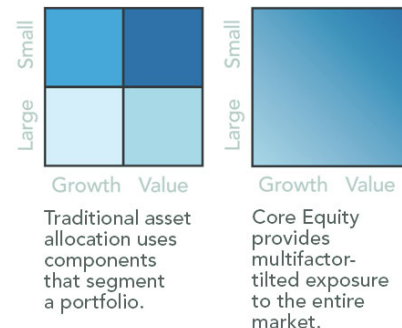 Small
Large
Growth Value
Traditional asset
allocation uses
components
that segment
a portfolio.
Small
Large
Growth Value
Core Equity
provides
multifactor-
tilted exposure
to the entire
market.